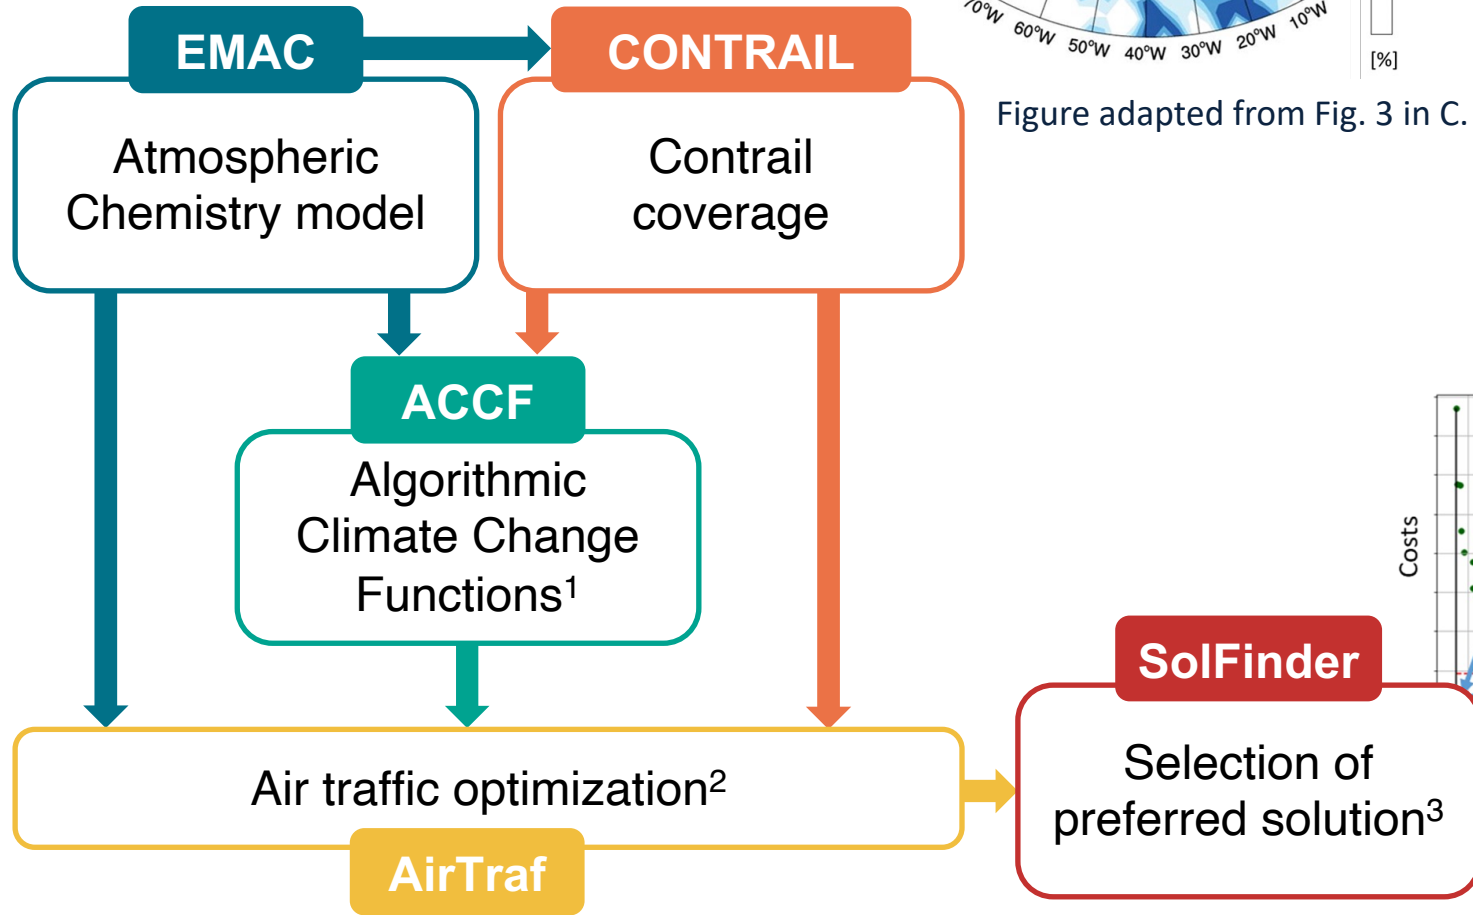 EMAC
CONTRAIL
Atmospheric
Chemistry model
Contrail
coverage
70°W
60°W
50°W
40°W
30°W
20°W
10°W
[%]
Figure adapted from Fig. 3 in C.
ACCF
Algorithmic
Climate Change
Functions¹
Costs
SolFinder
Selection of
preferred solution³
Air traffic optimization²
AirTraf